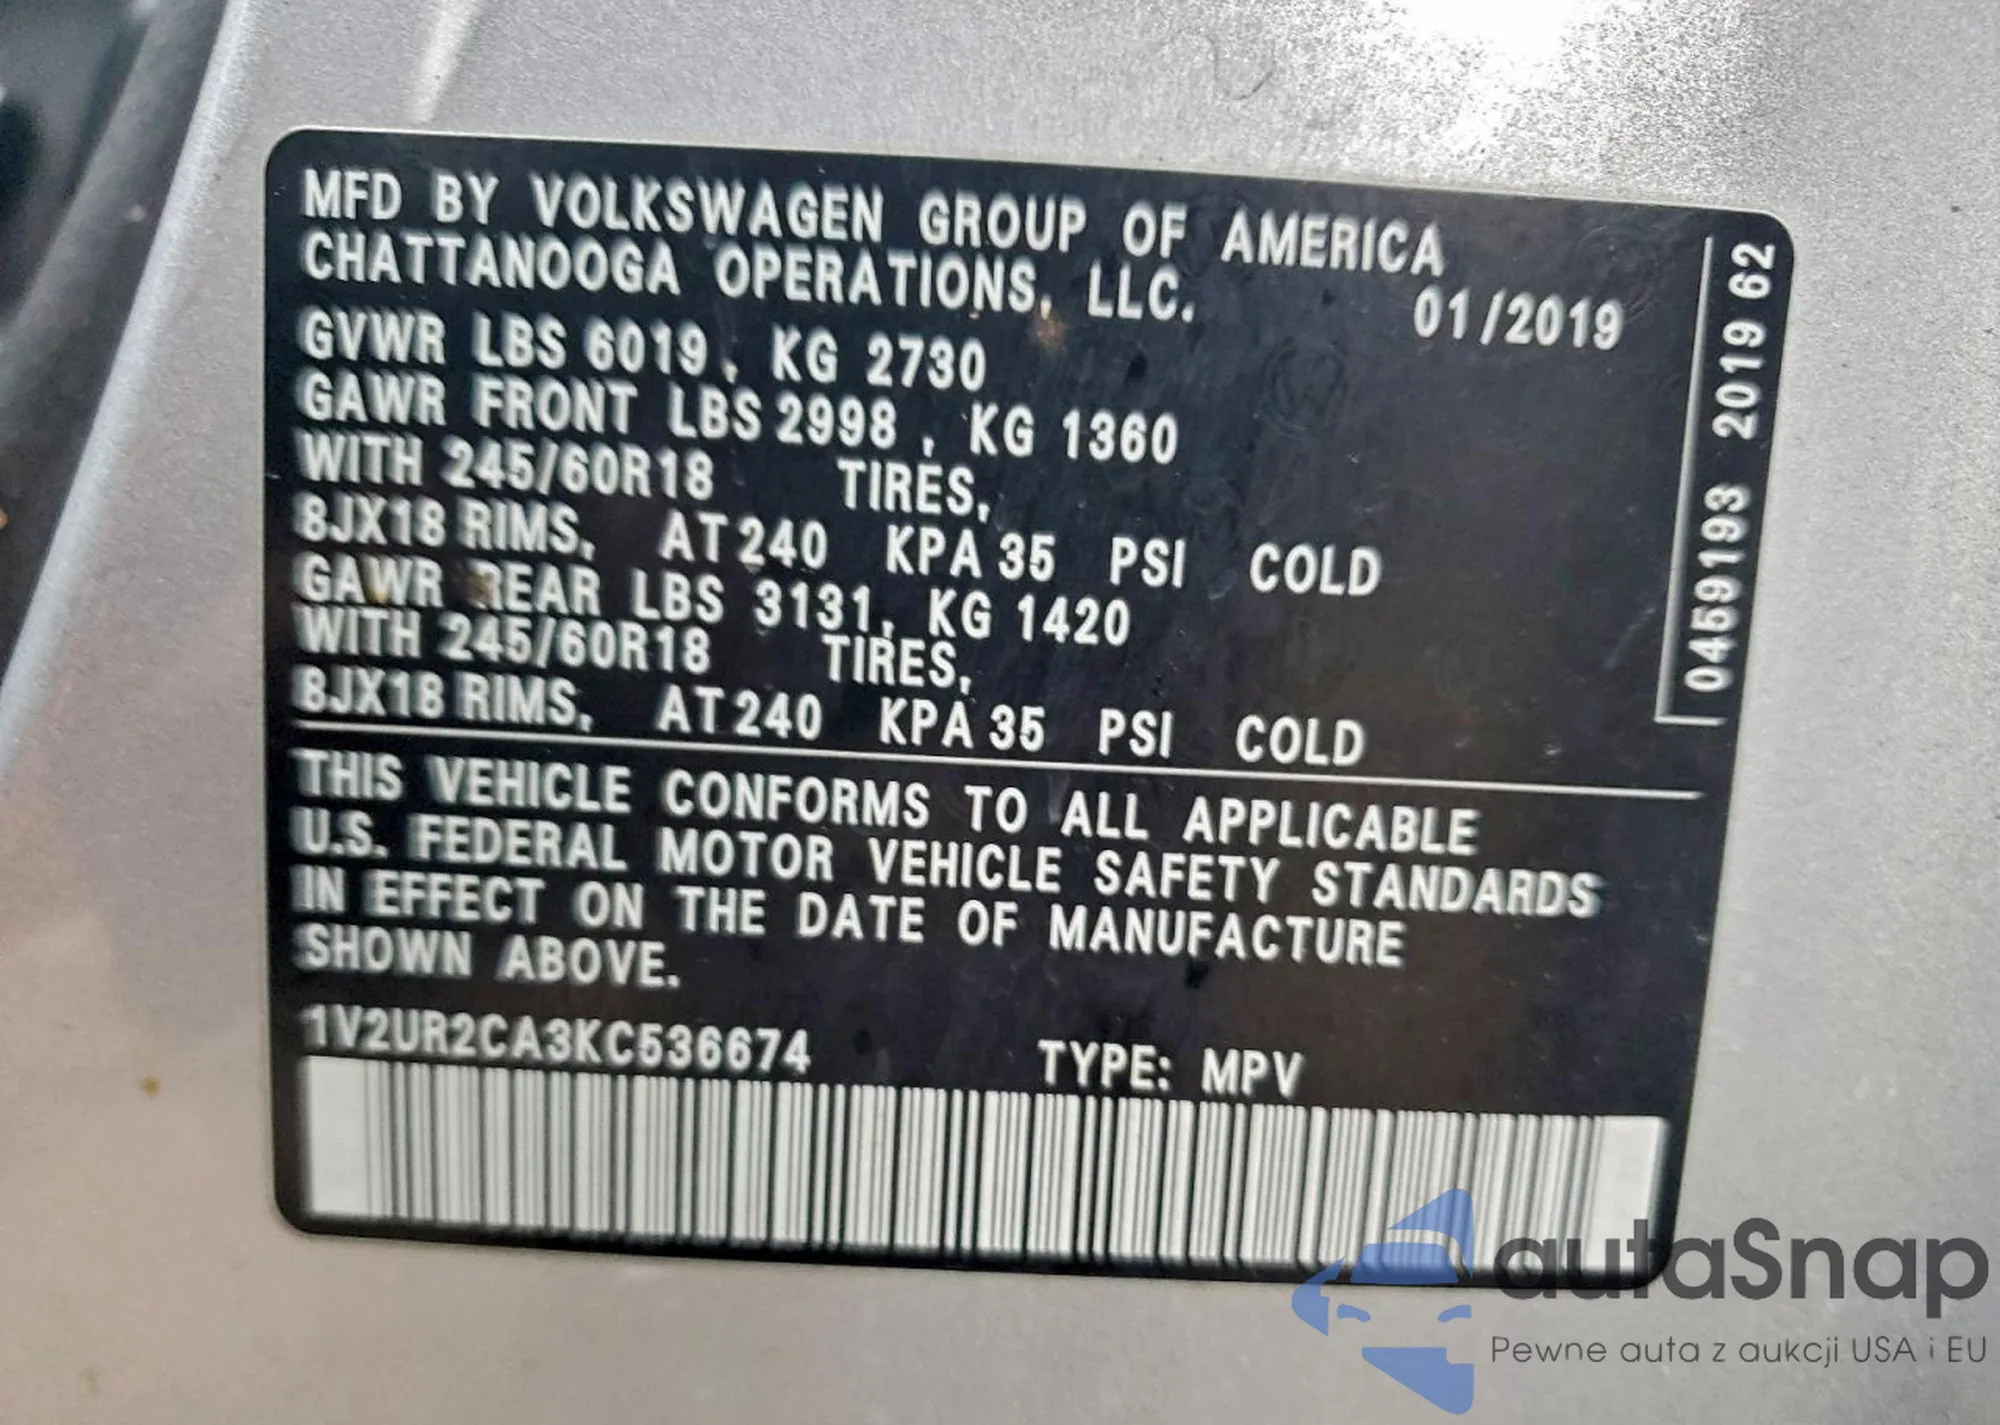 MFD BY VOLKSWAGEN GROUP OF AMERICA
CHATTANOOGA OPERATIONS, LLC.
01/2019
GVWR LBS 6019, KG 2730
GAWR FRONT LBS 2998, KG 1360
WITH 245/60R18 TIRES,
8JX18 RIMS, AT 240 KPA 35 PSI COLD
GAWR REAR LBS 3131, KG 1420
WITH 245/60R18 TIRES,
8JX18 RIMS, AT 240 KPA 35 PSI COLD
THIS VEHICLE CONFORMS TO ALL APPLICABLE
U.S. FEDERAL MOTOR VEHICLE SAFETY STANDARDS
IN EFFECT ON THE DATE OF MANUFACTURE
SHOWN ABOVE.
1V2UR2CA3KC536674 TYPE: MPV
0459193 2019 62
autaSnap
Pewne auta z aukcji USA i EU